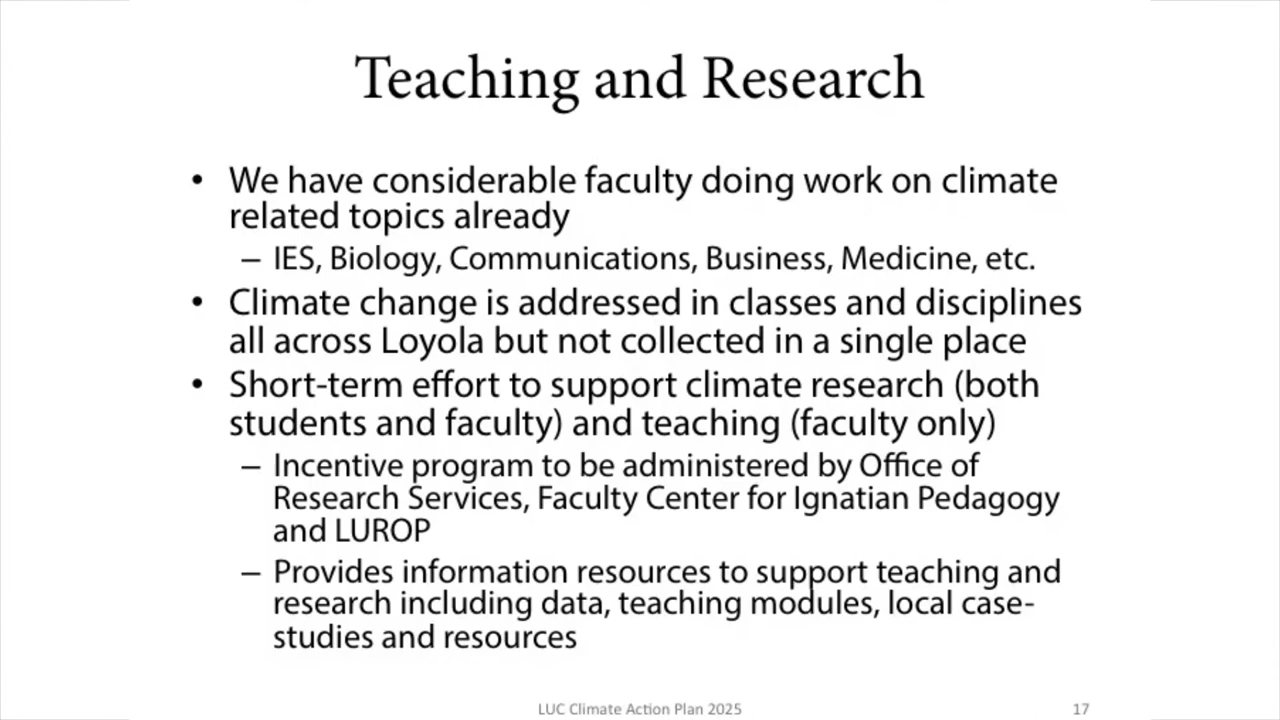 Teaching and Research
• We have considerable faculty doing work on climate
related topics already
– IES, Biology, Communications, Business, Medicine, etc.
• Climate change is addressed in classes and disciplines
all across Loyola but not collected in a single place
• Short-term effort to support climate research (both
students and faculty) and teaching (faculty only)
– Incentive program to be administered by Office of
Research Services, Faculty Center for Ignatian Pedagogy
and LUROP
– Provides information resources to support teaching and
research including data, teaching modules, local case-
studies and resources
LUC Climate Action Plan 2025
17